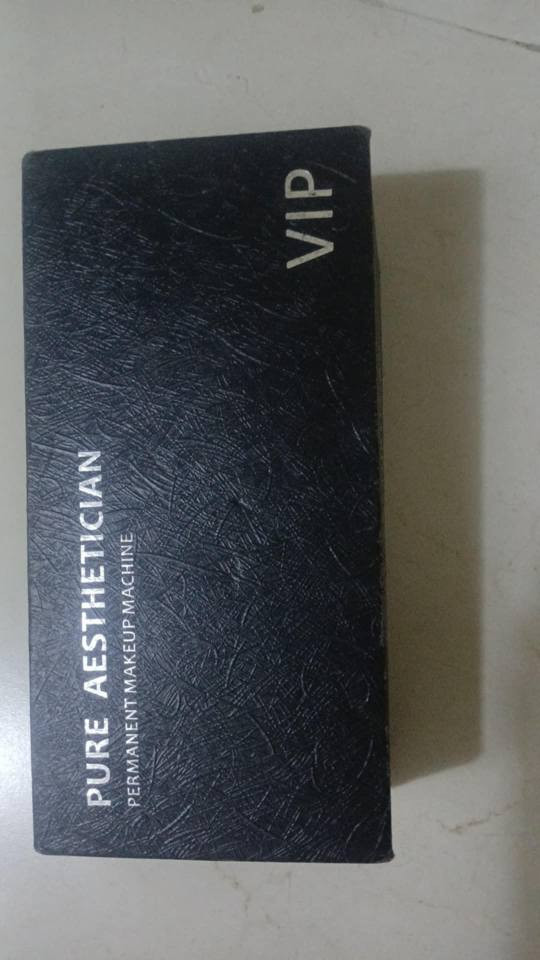 VIP
PURE AESTHETICIAN
PERMANENT MAKEUP MACHINE